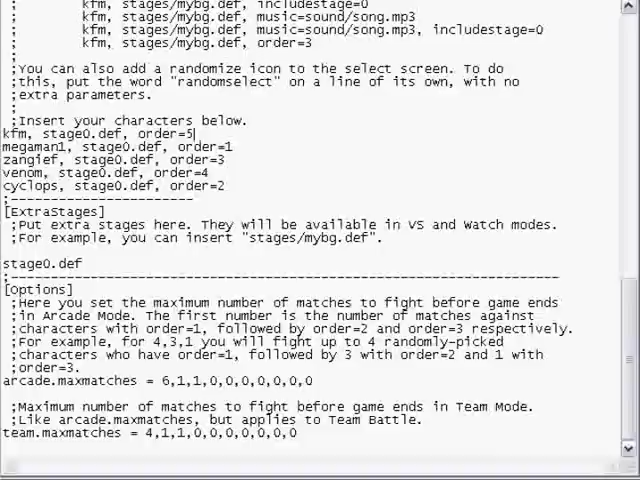 ;       kfm, stages/mybg.def, includestage=0
;       kfm, stages/mybg.def, music=sound/song.mp3
;       kfm, stages/mybg.def, music=sound/song.mp3, includestage=0
;       kfm, stages/mybg.def, order=3
;
;You can also add a randomize icon to the select screen. To do
;this, put the word "randomselect" on a line of its own, with no
;extra parameters.
;
;Insert your characters below.
kfm, stage0.def, order=5
megaman1, stage0.def, order=1
zangief, stage0.def, order=3
venom, stage0.def, order=4
cyclops, stage0.def, order=2
;-----------------------
[ExtraStages]
;Put extra stages here. They will be available in VS and Watch modes.
;For example, you can insert "stages/mybg.def".
stage0.def
;---------------------------------------------------------------------
[Options]
;Here you set the maximum number of matches to fight before game ends
;in Arcade Mode. The first number is the number of matches against
;characters with order=1, followed by order=2 and order=3 respectively.
;For example, for 4,3,1 you will fight up to 4 randomly-picked
;characters who have order=1, followed by 3 with order=2 and 1 with
;order=3.
arcade.maxmatches = 6,1,1,0,0,0,0,0,0,0
;Maximum number of matches to fight before game ends in Team Mode.
;Like arcade.maxmatches, but applies to Team Battle.
team.maxmatches = 4,1,1,0,0,0,0,0,0,0